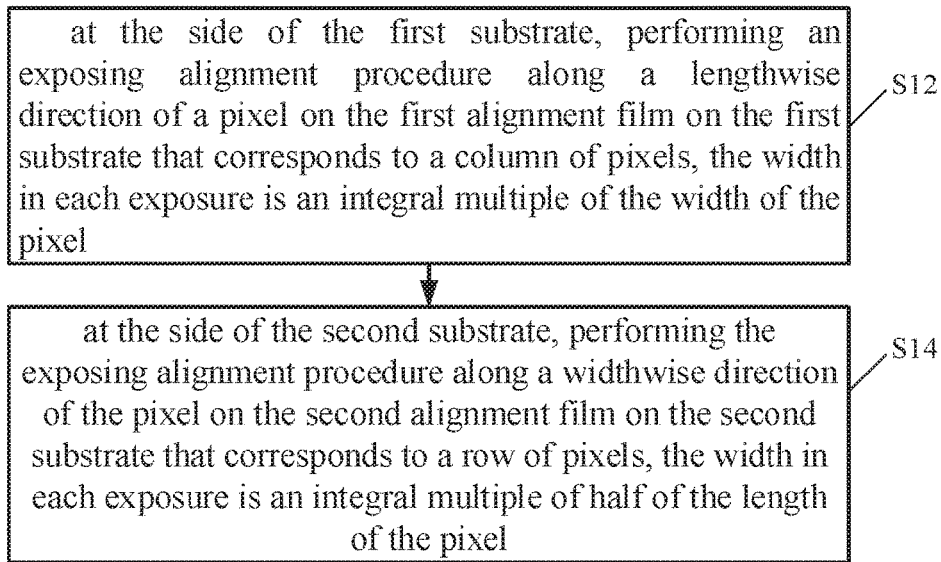 at the side of the first substrate, performing an
exposing alignment procedure along a lengthwise
direction of a pixel on the first alignment film on the first
substrate that corresponds to a column of pixels, the width
in each exposure is an integral multiple of the width of the
pixel
S12
at the side of the second substrate, performing the
exposing alignment procedure along a widthwise direction
of the pixel on the second alignment film on the second
substrate that corresponds to a row of pixels, the width in
each exposure is an integral multiple of half of the length
of the pixel
S14